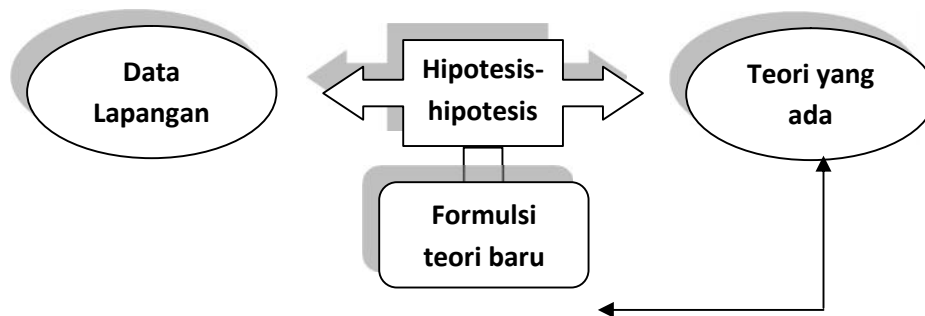 Data
Lapangan
Hipotesis-
hipotesis
Teori yang
ada
Formulsi
teori baru